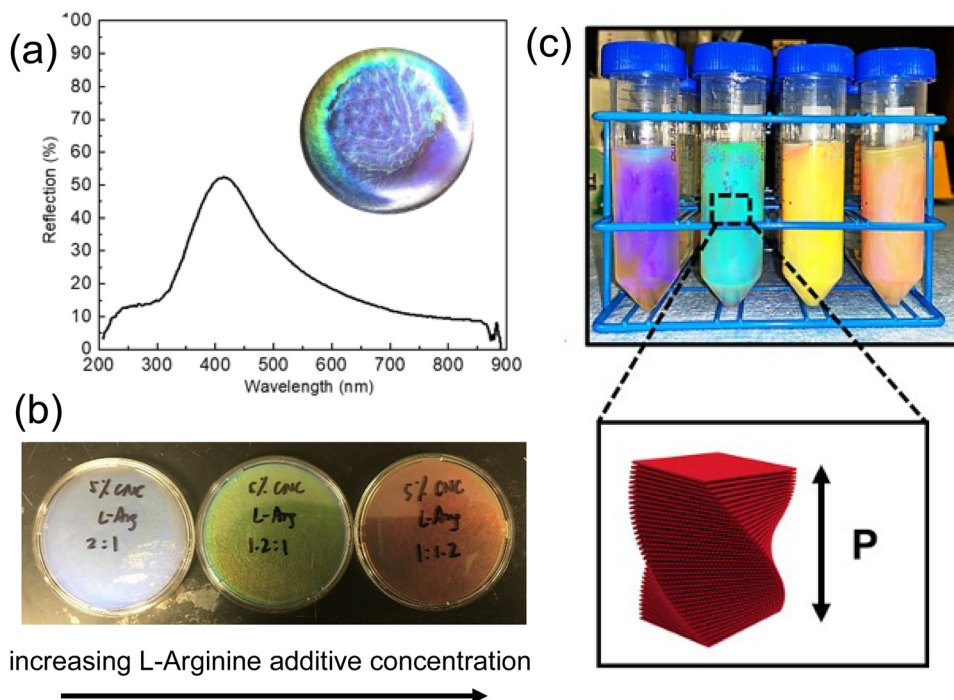 (a)
100
90
80
70
60
50
40
30
20
10
0
Reflection (%)
200 300 400 500 600 700 800 900
Wavelength (nm)
(b)
5% CNC
L-Arg
2:1
5% CNC
L-Arg
1.2:1
5% CNC
L-Arg
1:1.2
increasing L-Arginine additive concentration
(c)
P